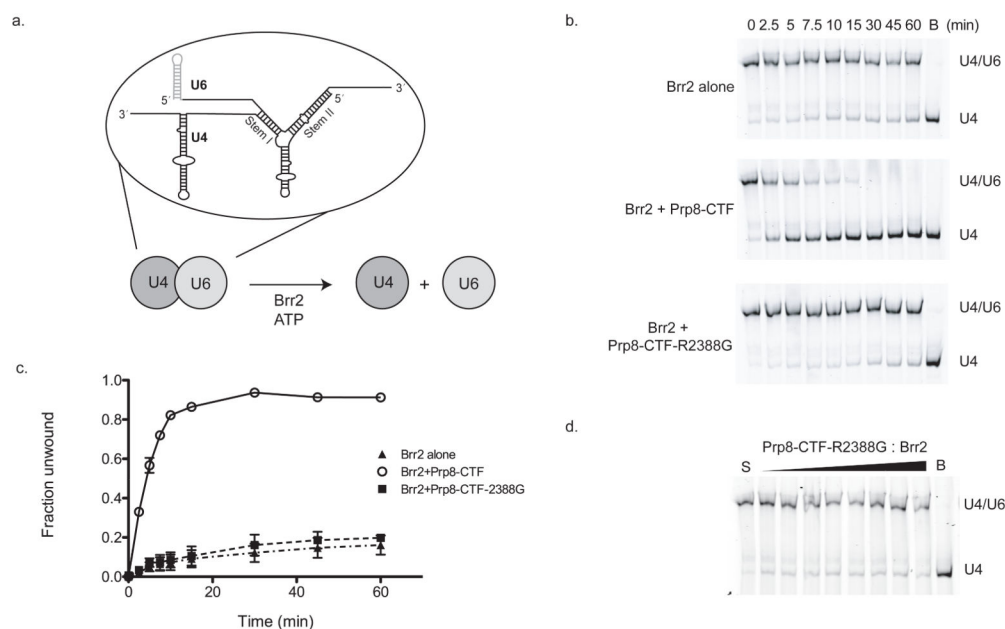 a.
U6
5´
3´
3´
5´
U4
Stem I
Stem II
U4
U6
Brr2
ATP
U4
+
U6
b.
0 2.5 5 7.5 10 15 30 45 60 B (min)
Brr2 alone
U4/U6
U4
Brr2 + Prp8-CTF
U4/U6
U4
Brr2 +
Prp8-CTF-R2388G
U4/U6
U4
c.
Fraction unwound
1.0
0.8
0.6
0.4
0.2
0.0
0 20 40 60
Time (min)
Brr2 alone
Brr2+Prp8-CTF
Brr2+Prp8-CTF-2388G
d.
Prp8-CTF-R2388G : Brr2
S B
U4/U6
U4